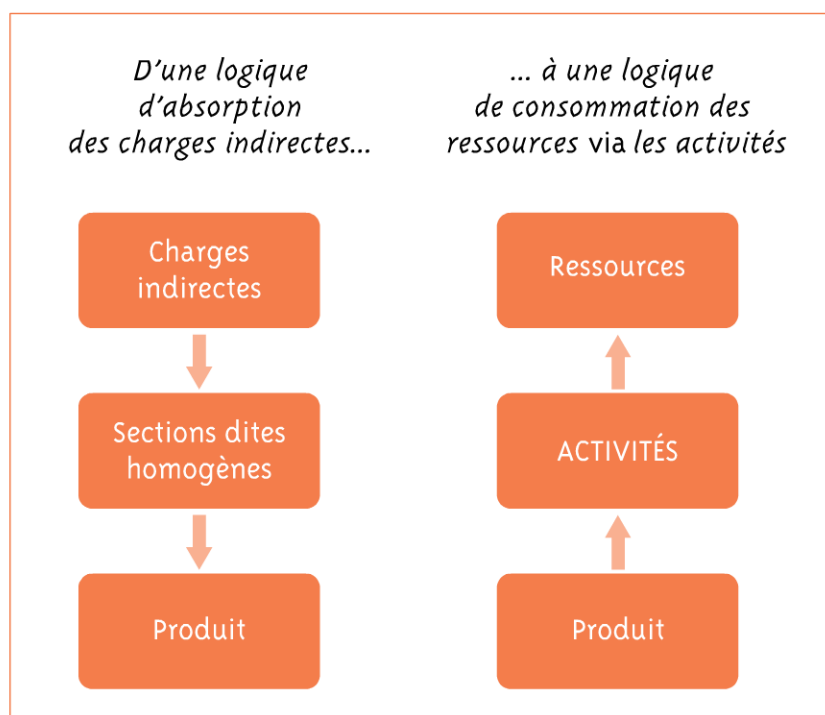 D'une logique
d'absorption
des charges indirectes...
... à une logique
de consommation des
ressources via les activités
Charges
indirectes
Sections dites
homogènes
Produit
Ressources
ACTIVITÉS
Produit